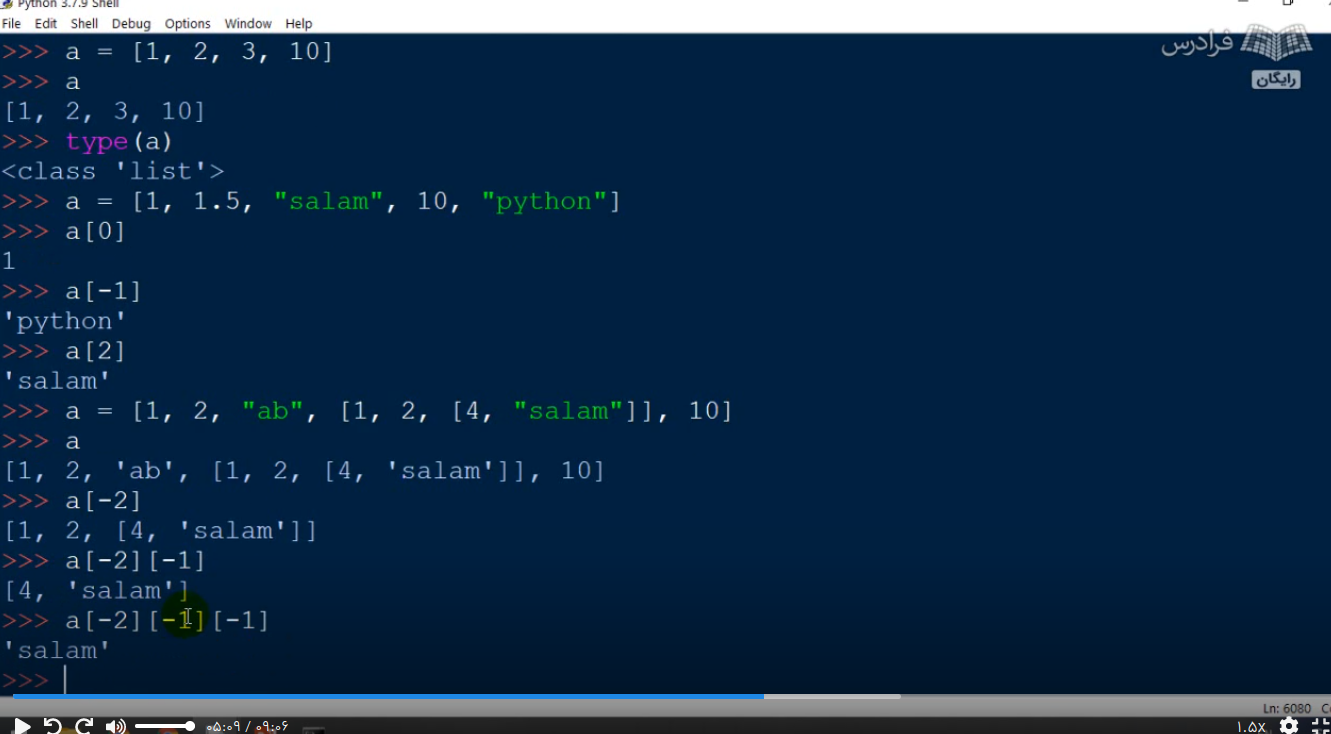 Python 3.7.9 Shell
File Edit Shell Debug Options Window Help
>>> a = [1, 2, 3, 10]
>>> a
[1, 2, 3, 10]
>>> type(a)
<class 'list'>
>>> a = [1, 1.5, "salam", 10, "python"]
>>> a[0]
1
>>> a[-1]
'python'
>>> a[2]
'salam'
>>> a = [1, 2, "ab", [1, 2, [4, "salam"]], 10]
>>> a
[1, 2, 'ab', [1, 2, [4, 'salam']], 10]
>>> a[-2]
[1, 2, [4, 'salam']]
>>> a[-2][-1]
[4, 'salam']
>>> a[-2][-1][-1]
'salam'
>>>
فرادرس
رایگان
Ln: 6080
۰۵:۰۹ / ۰۹:۰۶
۱.۵X